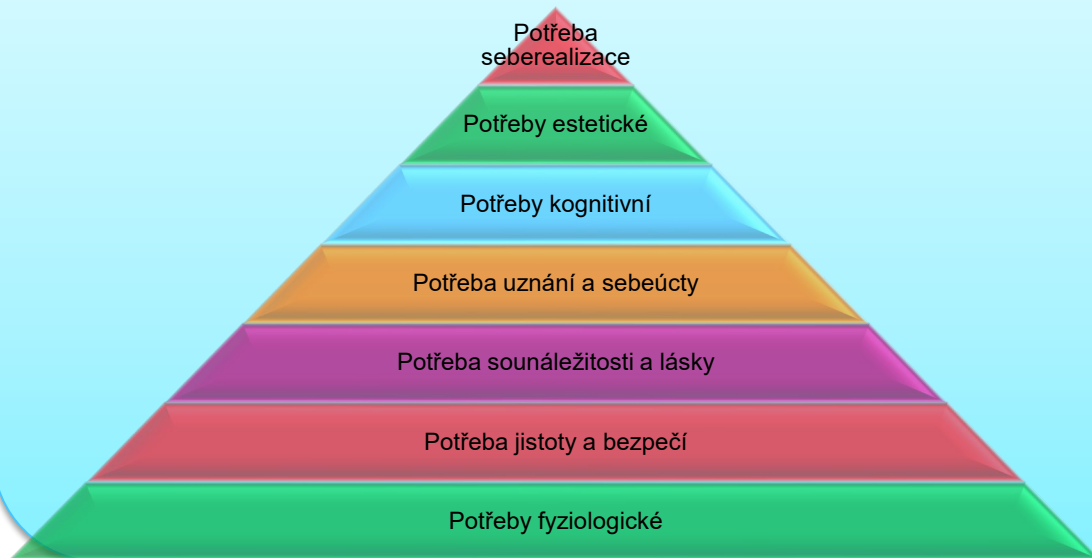 Potřeba
seberealizace
Potřeby estetické
Potřeby kognitivní
Potřeba uznání a sebeúcty
Potřeba sounáležitosti a lásky
Potřeba jistoty a bezpečí
Potřeby fyziologické